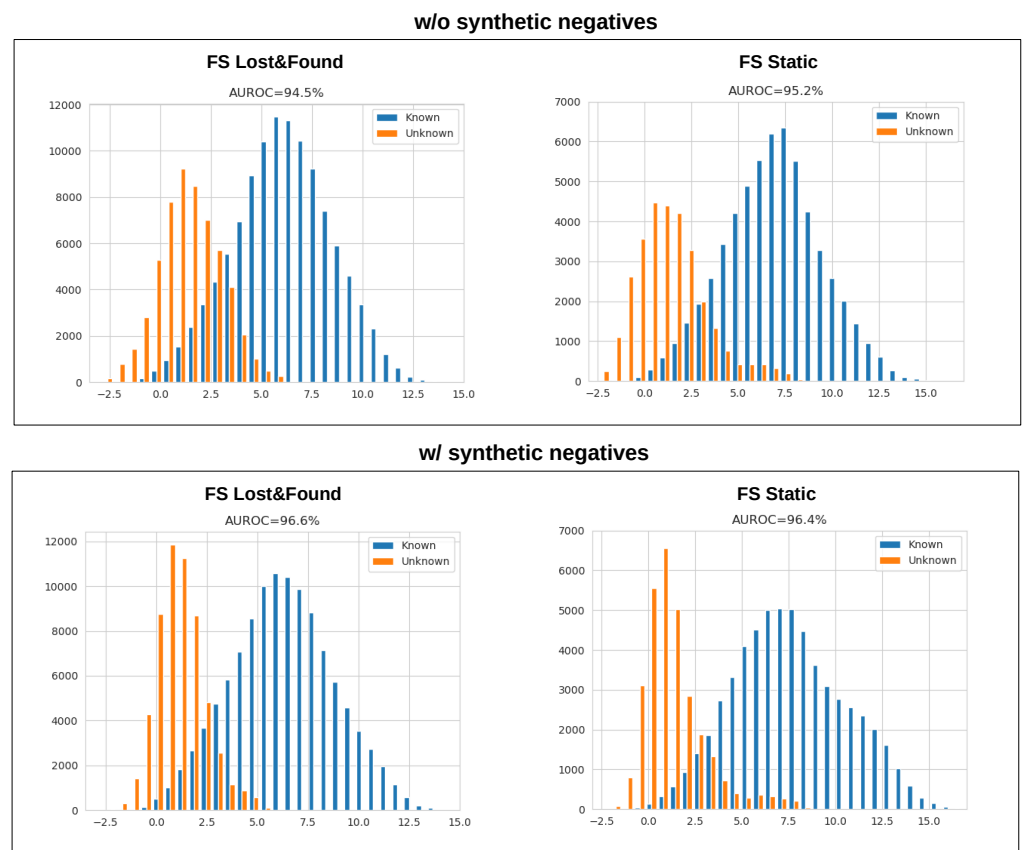 w/o synthetic negatives
FS Lost&Found
AUROC=94.5%
Known
Unknown
12000
10000
8000
6000
4000
2000
0
−2.5 0.0 2.5 5.0 7.5 10.0 12.5 15.0
FS Static
AUROC=95.2%
Known
Unknown
7000
6000
5000
4000
3000
2000
1000
0
−2.5 0.0 2.5 5.0 7.5 10.0 12.5 15.0
w/ synthetic negatives
FS Lost&Found
AUROC=96.6%
Known
Unknown
12000
10000
8000
6000
4000
2000
0
0.0 2.5 5.0 7.5 10.0 12.5 15.0
FS Static
AUROC=96.4%
Known
Unknown
7000
6000
5000
4000
3000
2000
1000
0
−2.5 0.0 2.5 5.0 7.5 10.0 12.5 15.0